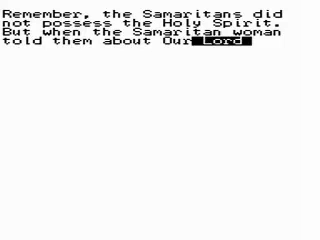 Remember, the Samaritans did
not possess the Holy Spirit.
But when the Samaritan woman
told them about Our Lord